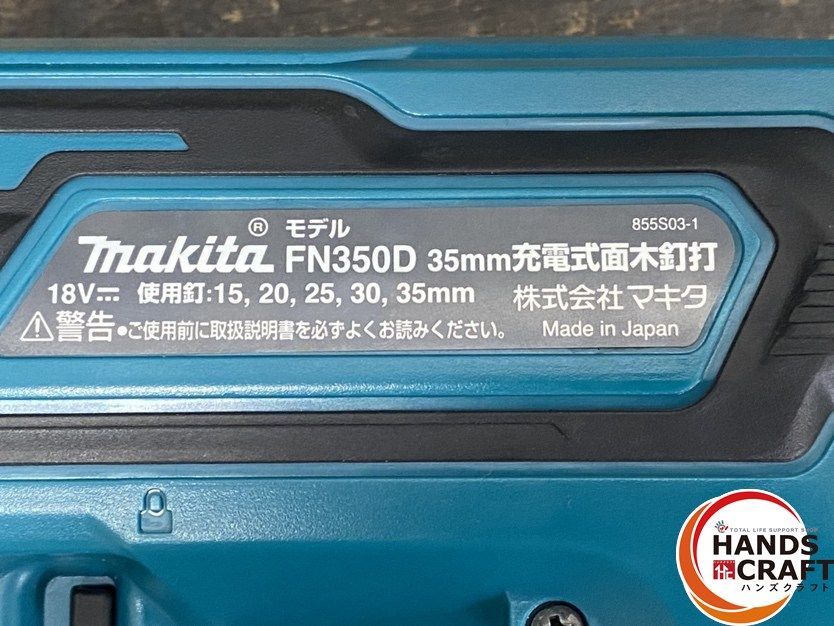 855S03-1
makita® モデル FN350D 35mm充電式面木釘打
18V⎓ 使用釘:15, 20, 25, 30, 35mm 株式会社マキタ
⚠警告●ご使用前に取扱説明書を必ずよくお読みください。 Made in Japan
TOTAL LIFE SUPPORT SHOP
HANDS
CRAFT
ハンズクラフト